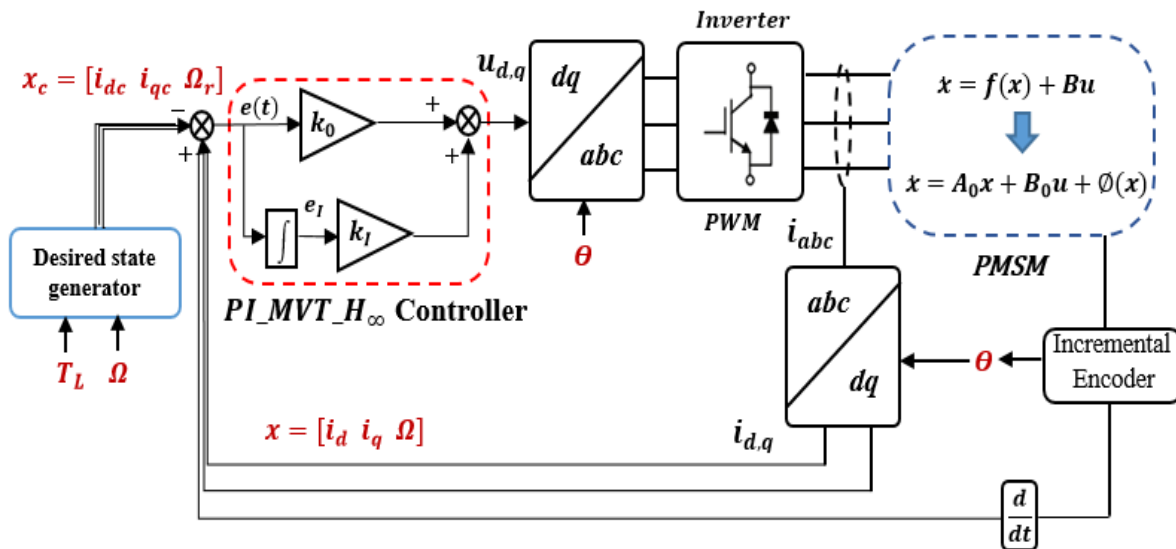 Inverter
x_c = [i_dc i_qc Ω_r]
−
e(t)
k_0
+
u_d,q
dq
abc
ẋ = f(x) + Bu
ẋ = A_0x + B_0u + Ø(x)
+
+
e_I
∫
k_I
PWM
θ
i_abc
PMSM
Desired state
generator
PI_MVT_H_∞ Controller
abc
dq
θ
Incremental
Encoder
T_L Ω
x = [i_d i_q Ω]
i_d,q
d
dt